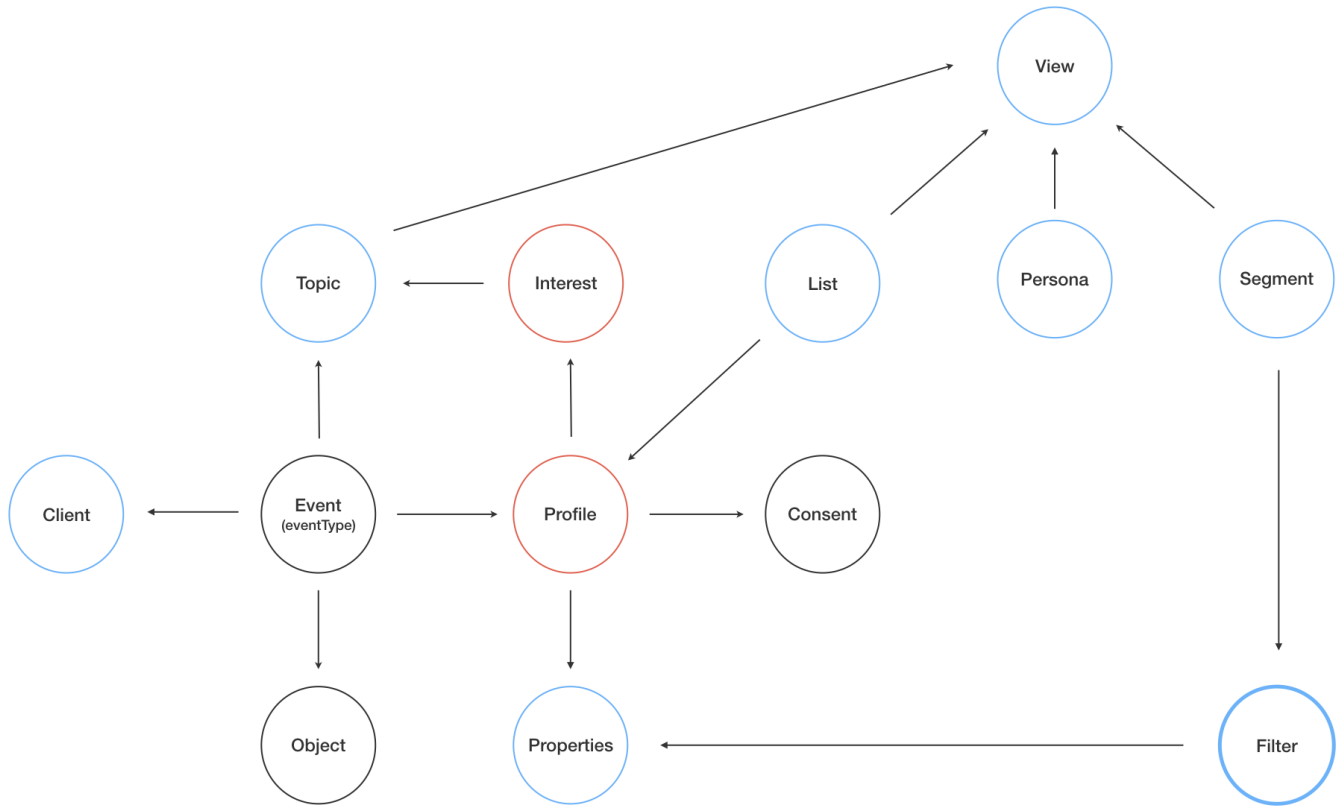 View
Topic
Interest
List
Persona
Segment
Client
Event
(eventType)
Profile
Consent
Object
Properties
Filter